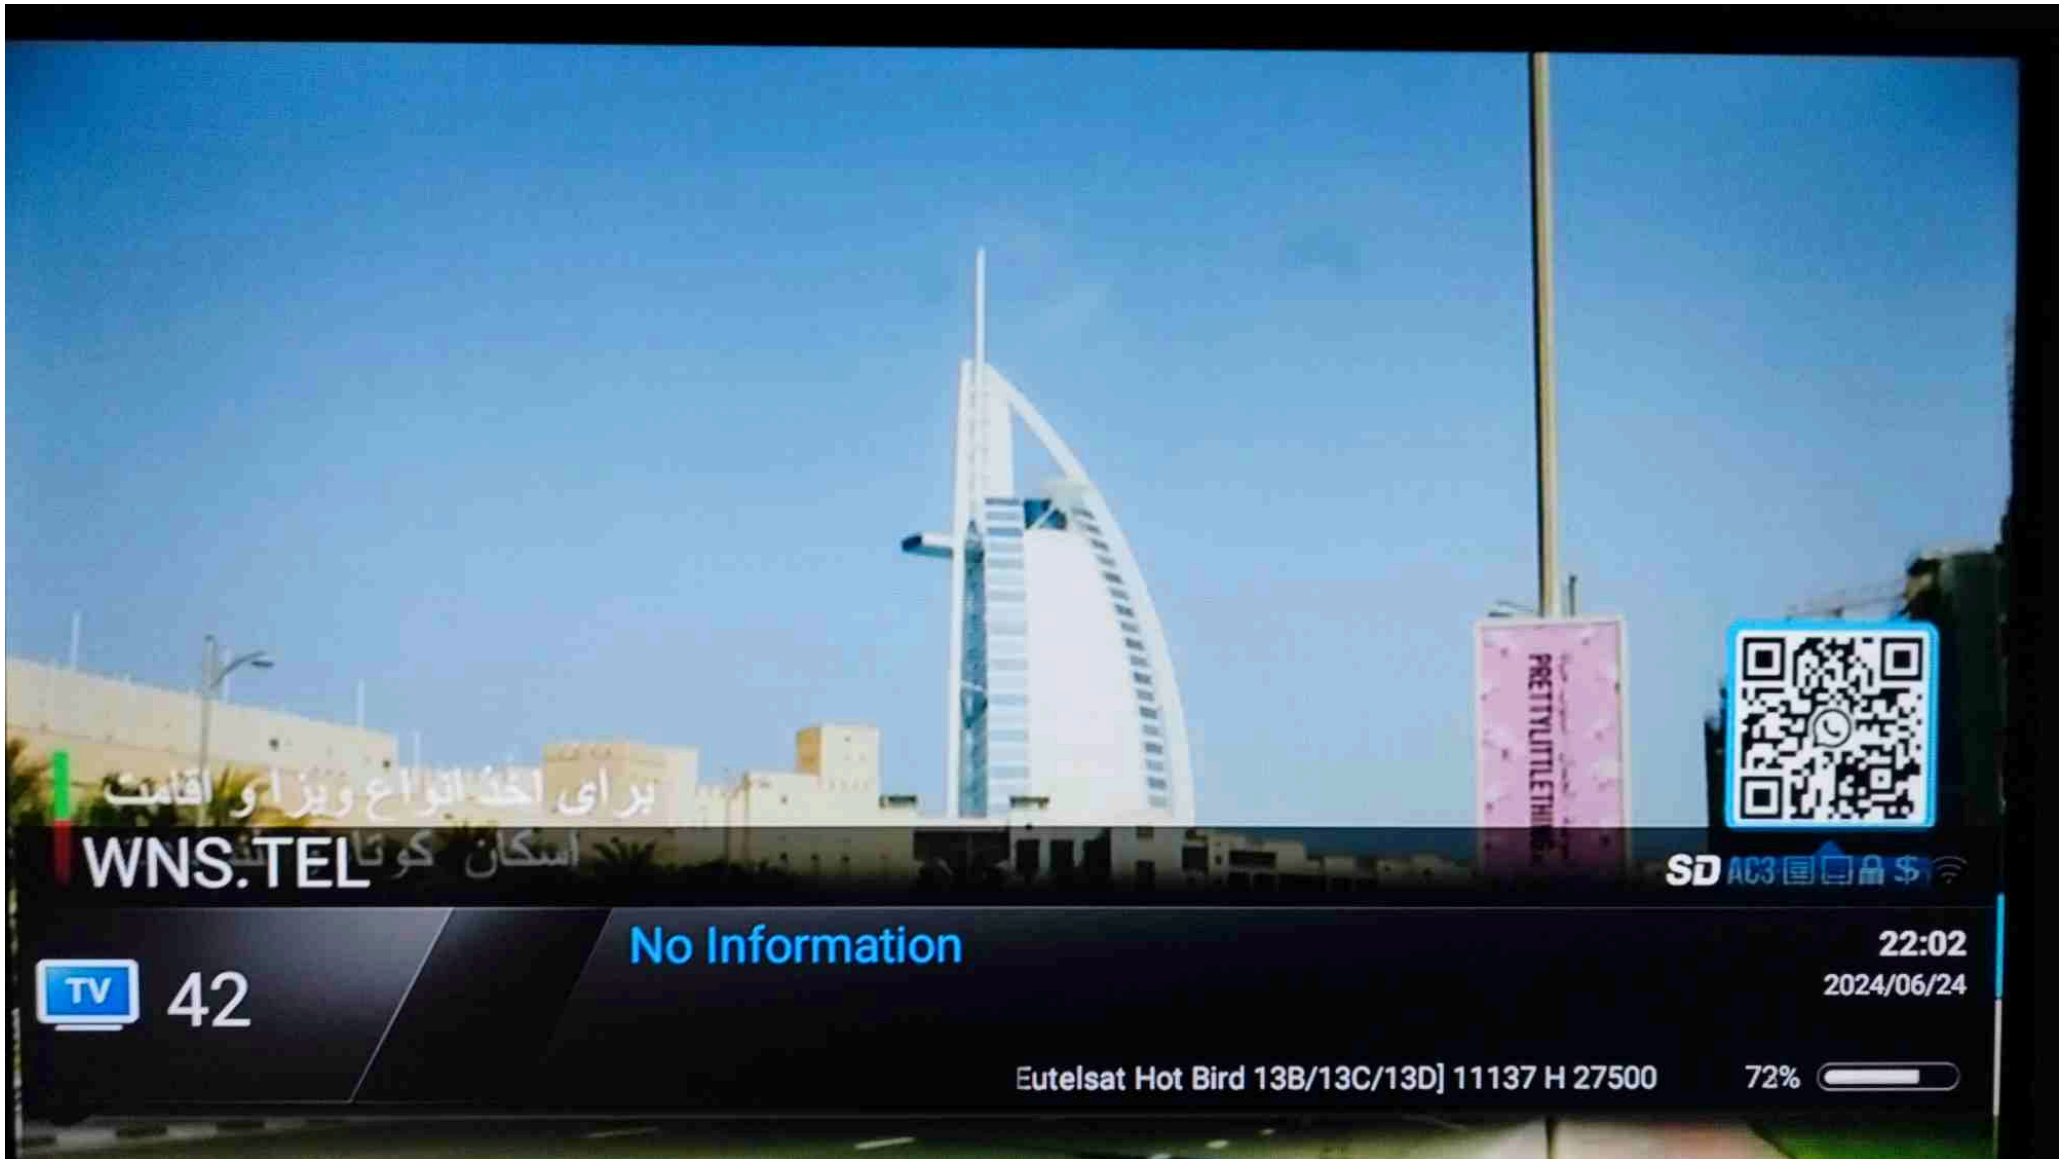 PRETTYLITTLETHING
برای اخذ انواع ویزا و اقامت
اسکان
WNS.TEL
SD AC3 $
TV 42
No Information
22:02
2024/06/24
Eutelsat Hot Bird 13B/13C/13D] 11137 H 27500
72%